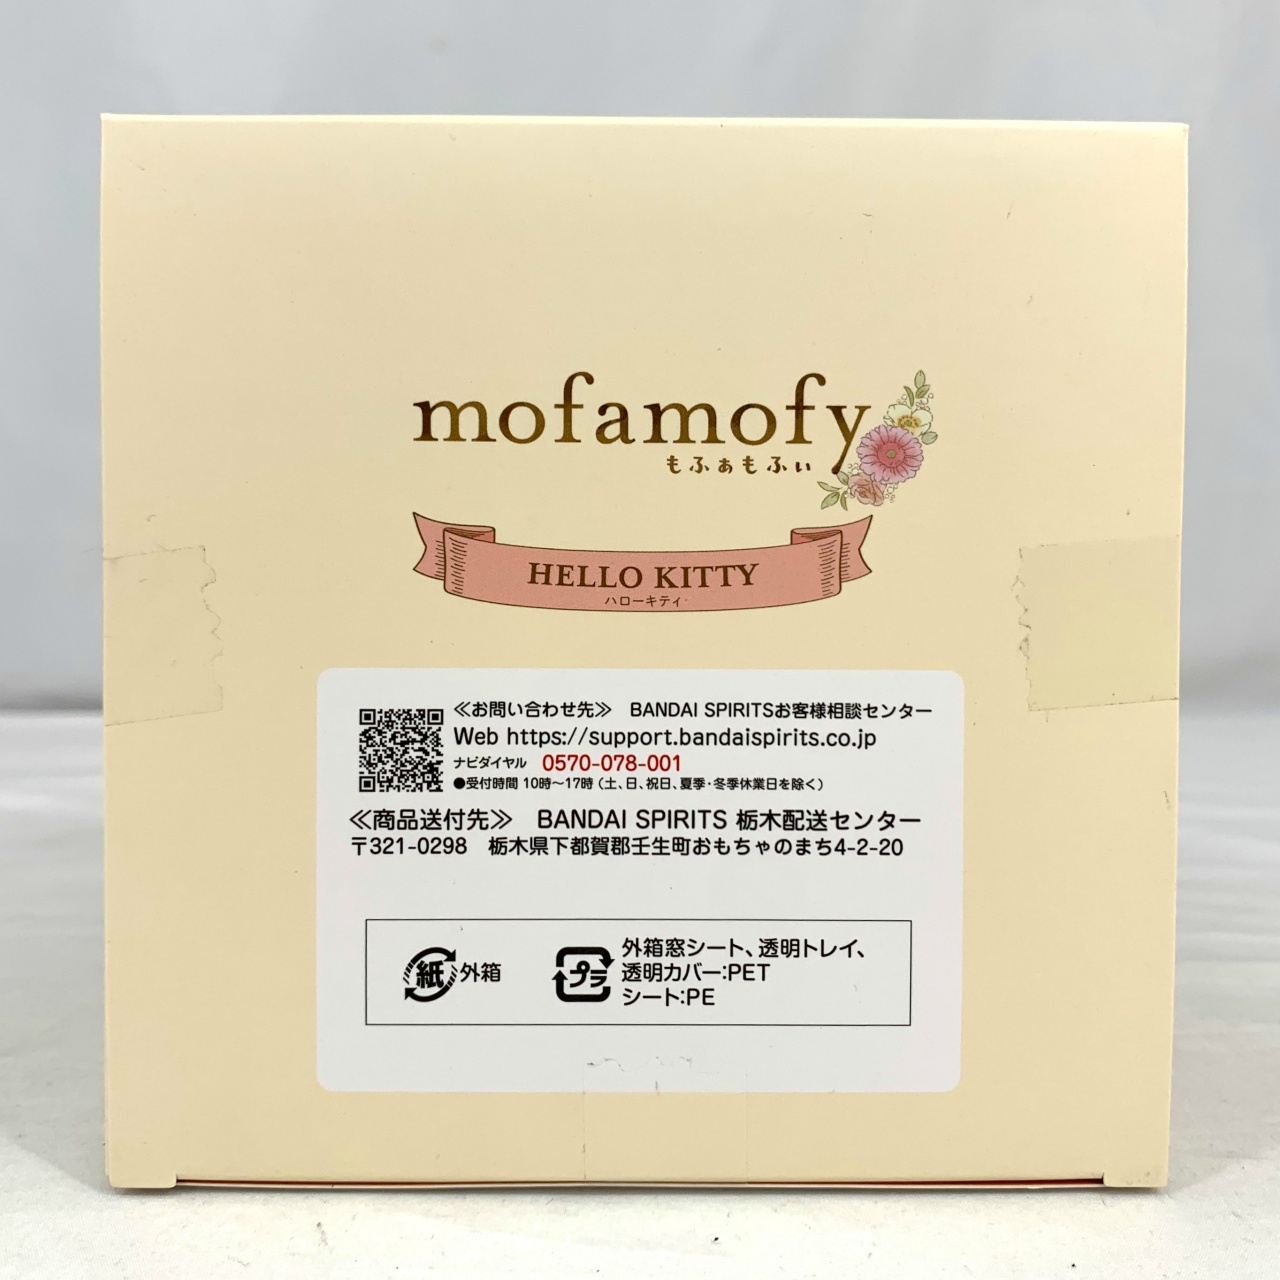 mofamofy
もふぁもふぃ
HELLO KITTY
ハローキティ
≪お問い合わせ先≫ BANDAI SPIRITSお客様相談センター
Web https://support.bandaispirits.co.jp
ナビダイヤル 0570-078-001
●受付時間 10時～17時（土、日、祝日、夏季・冬季休業日を除く）
≪商品送付先≫ BANDAI SPIRITS 栃木配送センター
〒321-0298 栃木県下都賀郡壬生町おもちゃのまち4-2-20
紙 外箱
プラ 外箱窓シート、透明トレイ、
透明カバー:PET
シート:PE